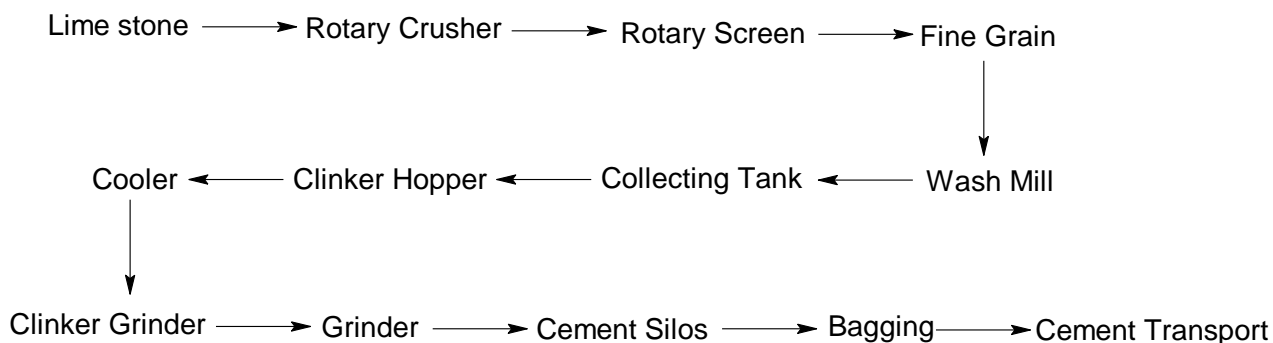 Lime stone
Rotary Crusher
Rotary Screen
Fine Grain
Cooler
Clinker Hopper
Collecting Tank
Wash Mill
Clinker Grinder
Grinder
Cement Silos
Bagging
Cement Transport